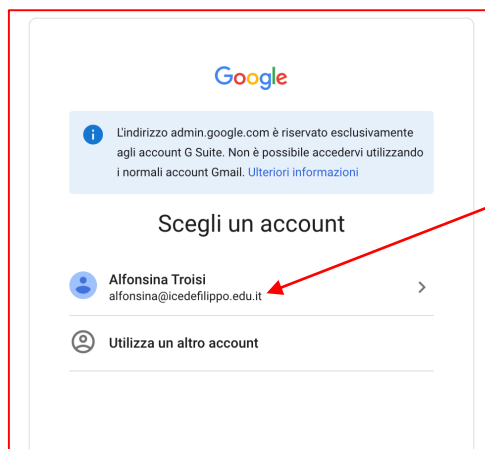 Google
L'indirizzo admin.google.com è riservato esclusivamente
agli account G Suite. Non è possibile accedervi utilizzando
i normali account Gmail. Ulteriori informazioni
Scegli un account
Alfonsina Troisi
alfonsina@icedefilippo.edu.it
Utilizza un altro account